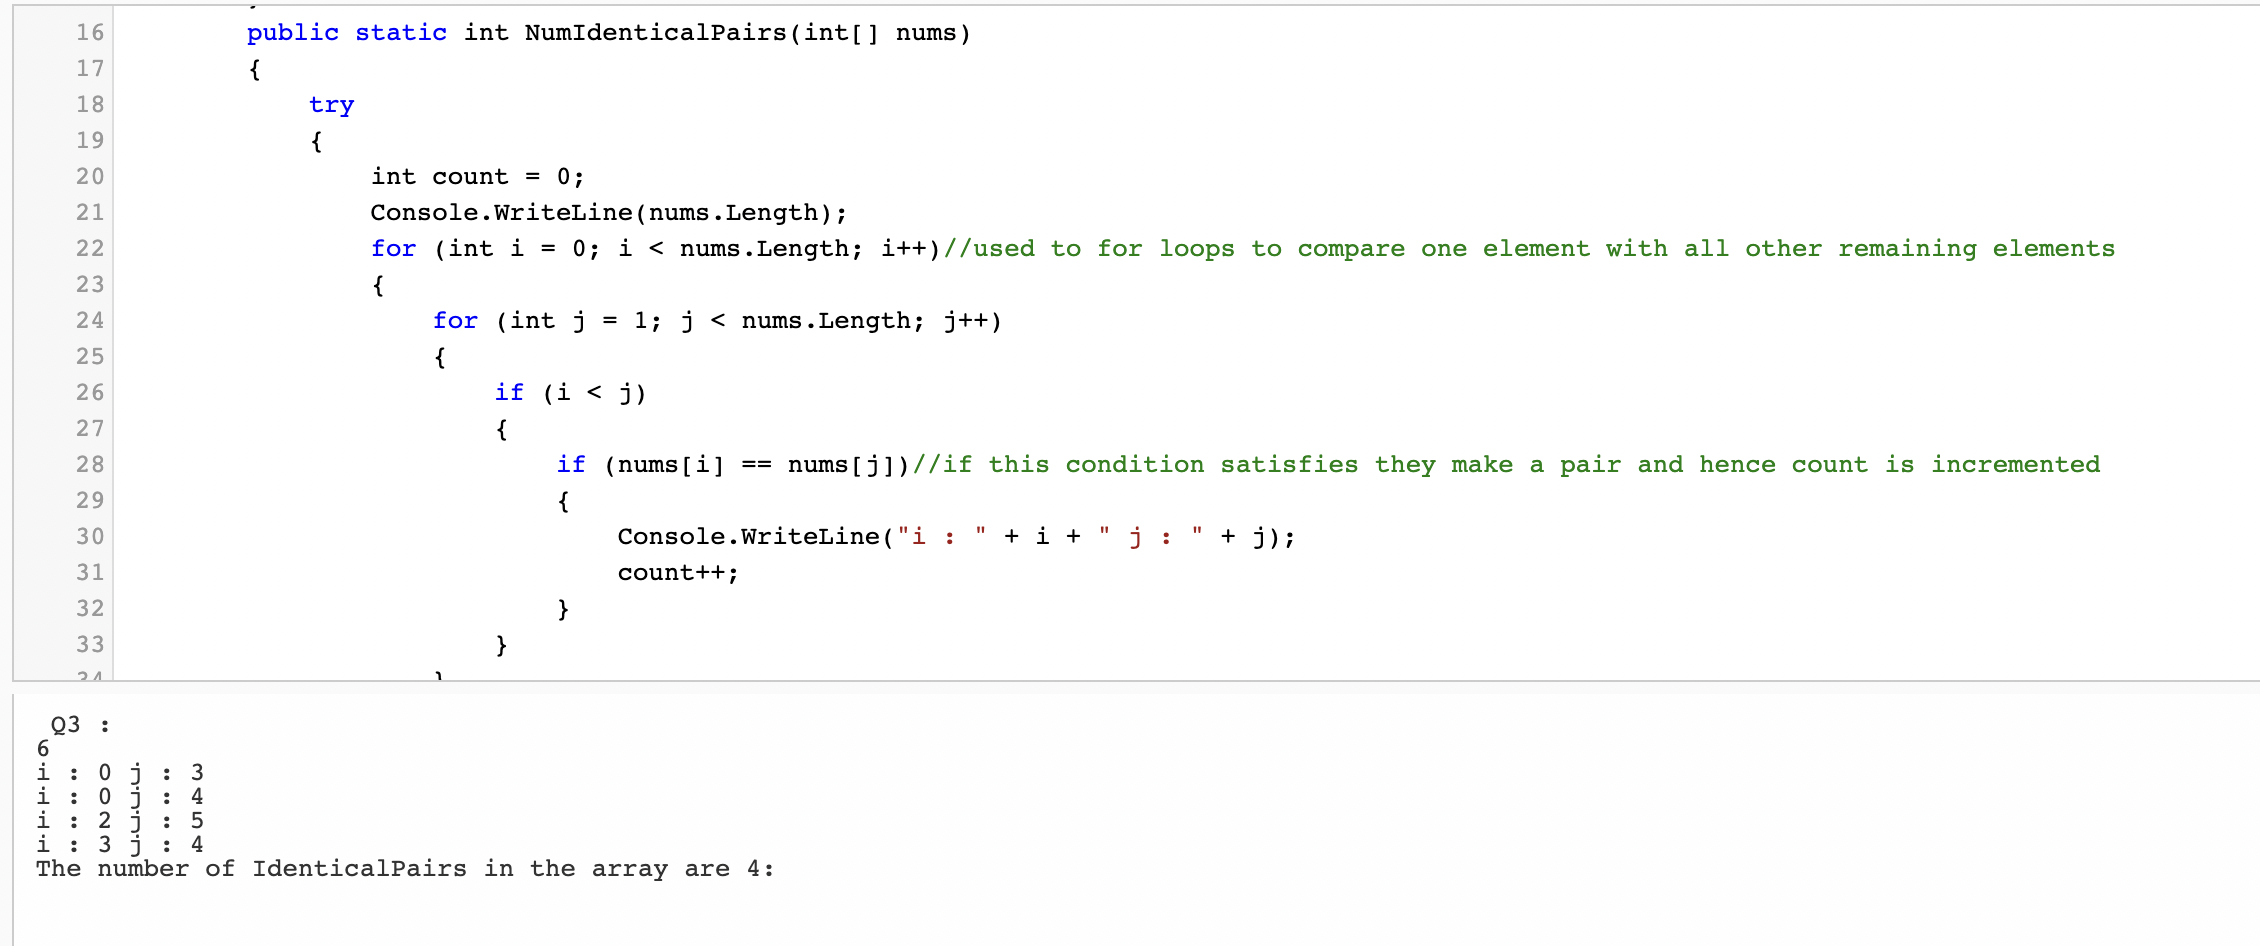 16 public static int NumIdenticalPairs(int[] nums)
17 {
18 try
19 {
20 int count = 0;
21 Console.WriteLine(nums.Length);
22 for (int i = 0; i < nums.Length; i++)//used to for loops to compare one element with all other remaining elements
23 {
24 for (int j = 1; j < nums.Length; j++)
25 {
26 if (i < j)
27 {
28 if (nums[i] == nums[j])//if this condition satisfies they make a pair and hence count is incremented
29 {
30 Console.WriteLine("i : " + i + " j : " + j);
31 count++;
32 }
33 }
34 }
Q3 :
6
i : 0 j : 3
i : 0 j : 4
i : 2 j : 5
i : 3 j : 4
The number of IdenticalPairs in the array are 4: